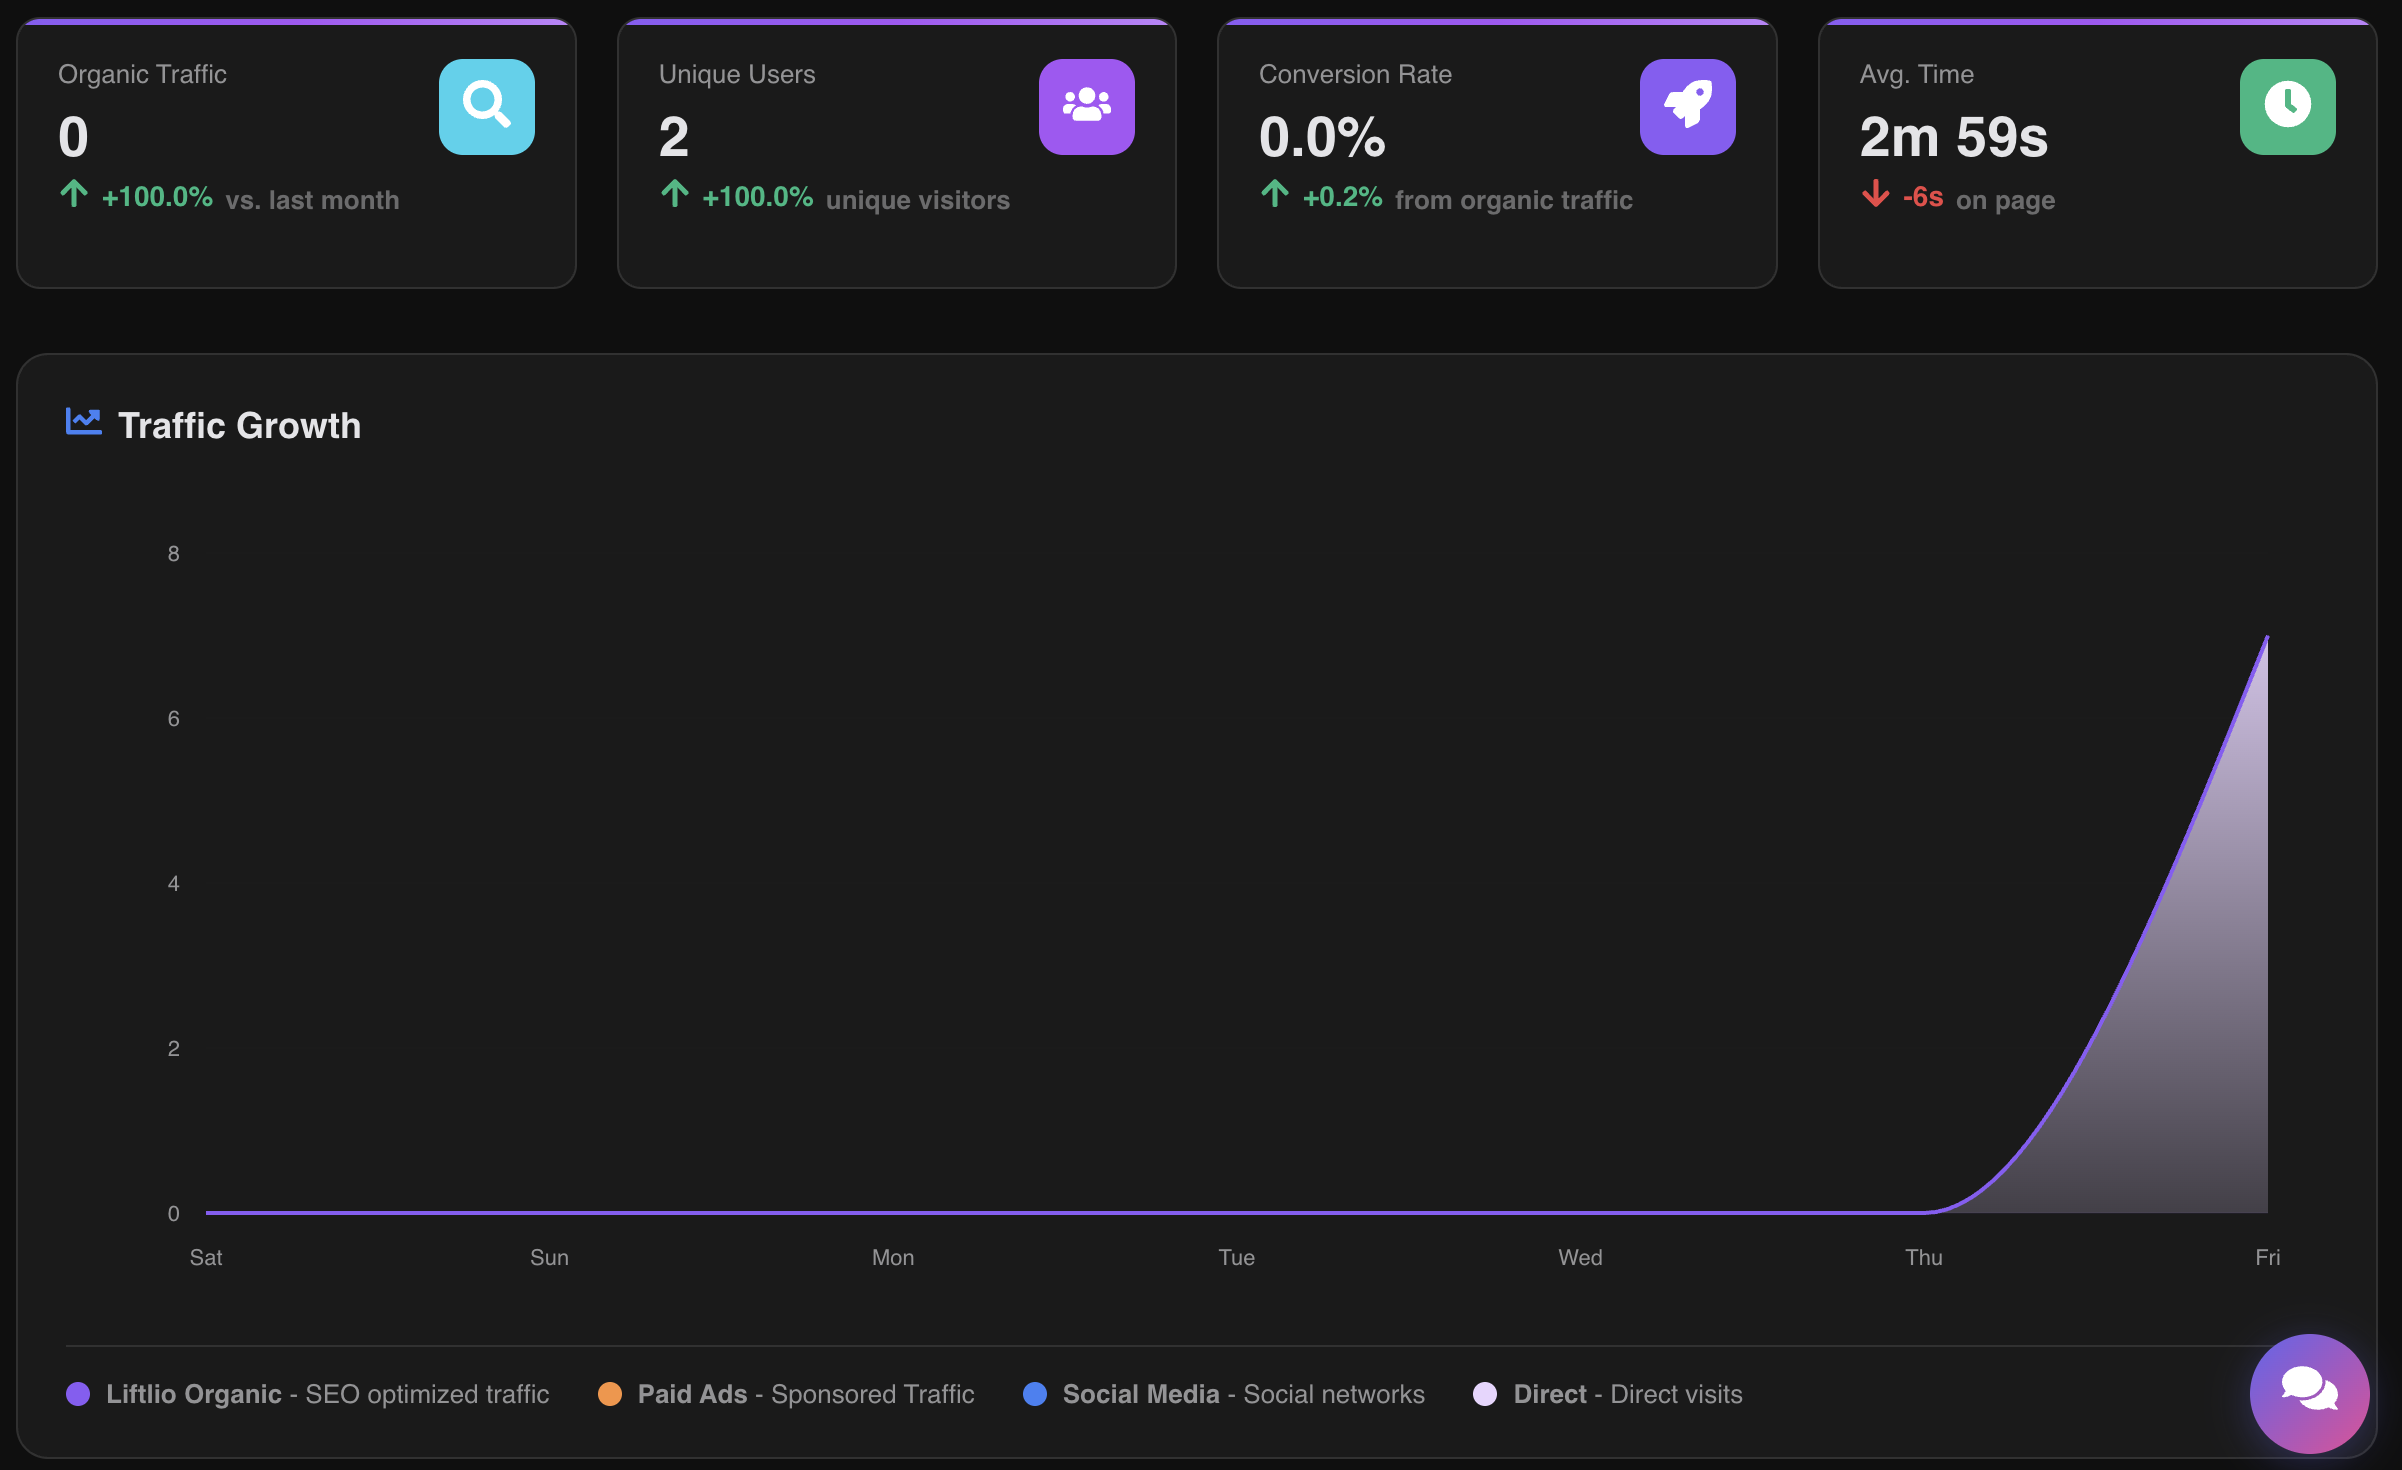 Organic Traffic
0
+100.0% vs. last month
Unique Users
2
+100.0% unique visitors
Conversion Rate
0.0%
+0.2% from organic traffic
Avg. Time
2m 59s
-6s on page
Traffic Growth
8
6
4
2
0
Sat Sun Mon Tue Wed Thu Fri
Liftlio Organic - SEO optimized traffic Paid Ads - Sponsored Traffic Social Media - Social networks Direct - Direct visits